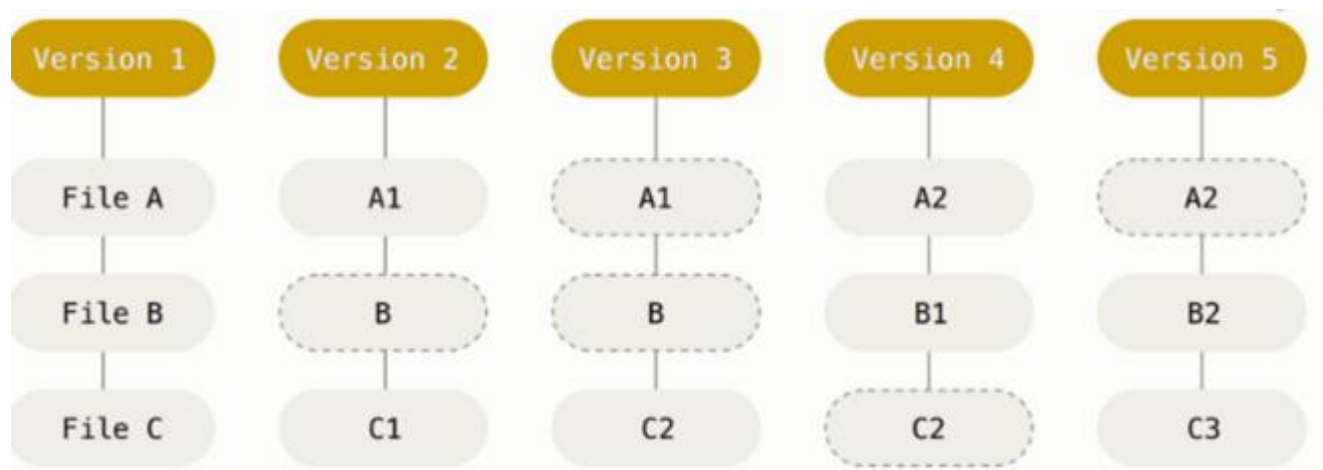 Version 1 Version 2 Version 3 Version 4 Version 5
File A A1 A1 A2 A2
File B B B B1 B2
File C C1 C2 C2 C3